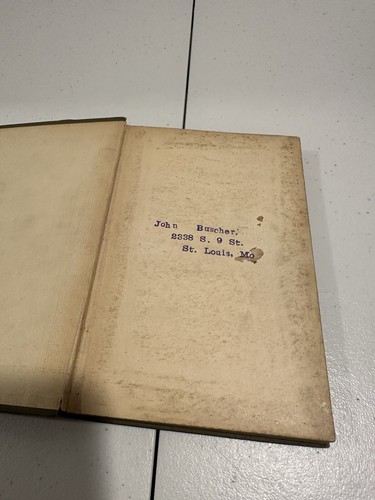 John Buscher.
2338 S. 9 St.
St. Louis, Mo